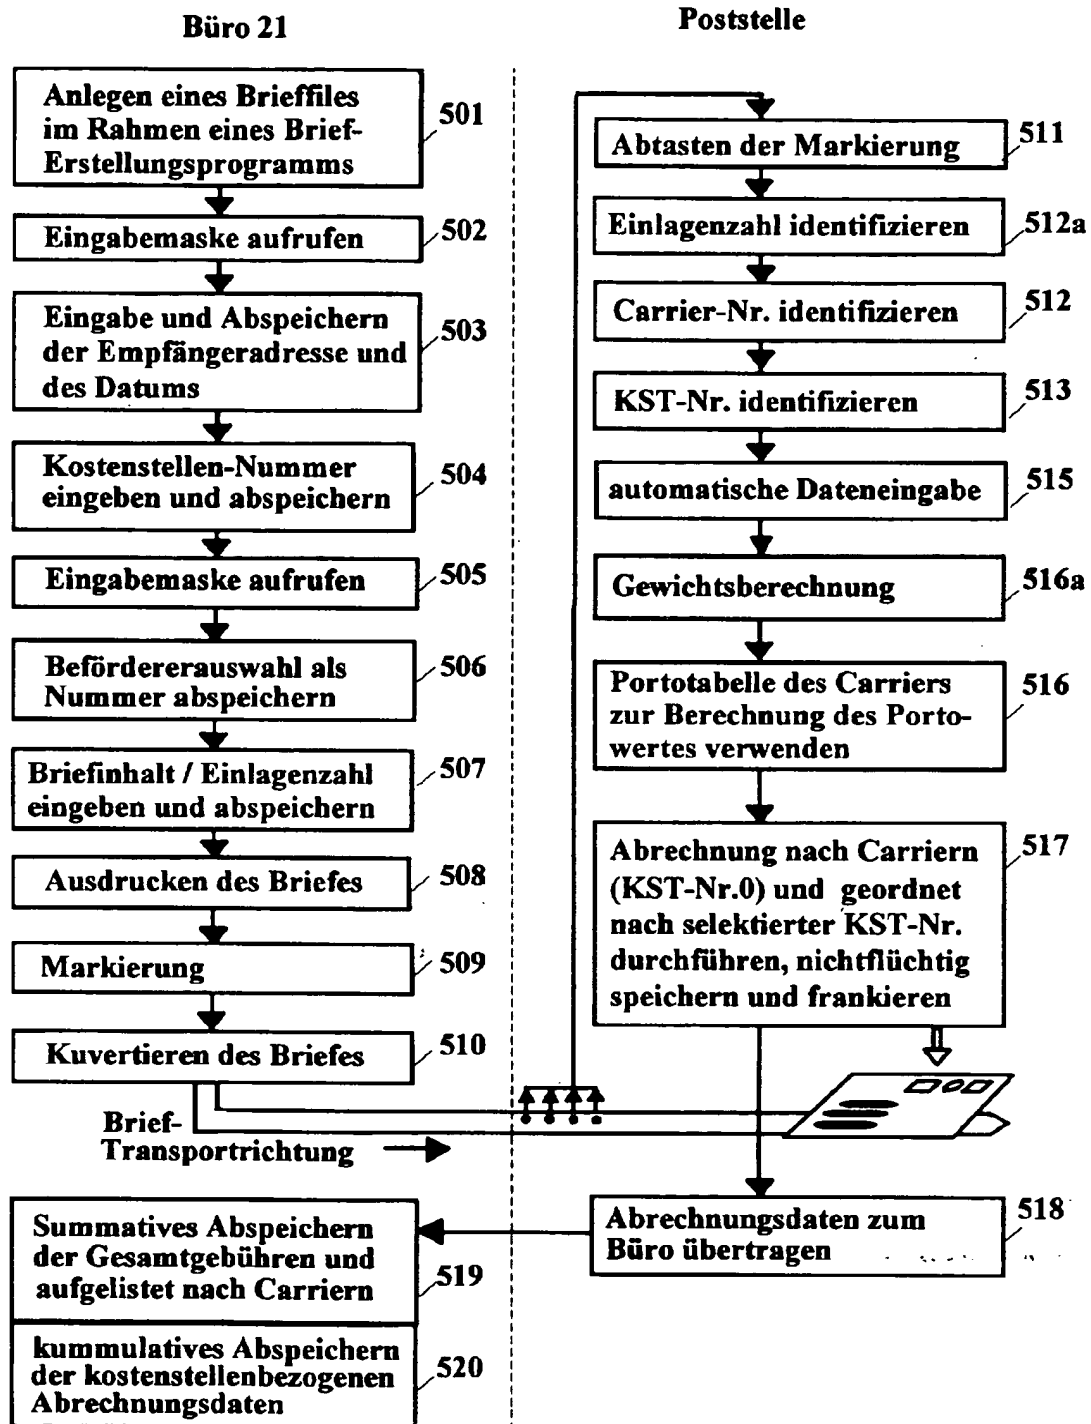 Büro 21
Anlegen eines Brieffiles
im Rahmen eines Brief-
Erstellungsprogramms
501
Eingabemaske aufrufen
502
Eingabe und Abspeichern
der Empfängeradresse und
des Datums
503
Kostenstellen-Nummer
eingeben und abspeichern
504
Eingabemaske aufrufen
505
Befördererauswahl als
Nummer abspeichern
506
Briefinhalt / Einlagenzahl
eingeben und abspeichern
507
Ausdrucken des Briefes
508
Markierung
509
Kuvertieren des Briefes
510
Brief-
Transportrichtung
Poststelle
Abtasten der Markierung
511
Einlagenzahl identifizieren
512a
Carrier-Nr. identifizieren
512
KST-Nr. identifizieren
513
automatische Dateneingabe
515
Gewichtsberechnung
516a
Portotabelle des Carriers
zur Berechnung des Porto-
wertes verwenden
516
Abrechnung nach Carriern
(KST-Nr.0) und geordnet
nach selektierter KST-Nr.
durchführen, nichtflüchtig
speichern und frankieren
517
Abrechnungsdaten zum
Büro übertragen
518
Summatives Abspeichern
der Gesamtgebühren und
aufgelistet nach Carriern
519
kummulatives Abspeichern
der kostenstellenbezogenen
Abrechnungsdaten
520